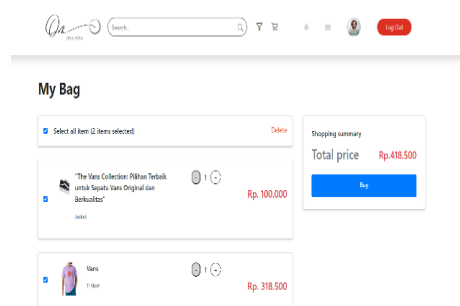 Search..
Log Out
My Bag
Select all item (2 items selected)
Delete
"The Vans Collection: Pilihan Terbaik
untuk Sepatu Vans Original dan
Berkualitas"
- 1 +
Rp. 100.000
Vans
T-Shirt
- 1 +
Rp. 318.500
Shopping summary
Total price Rp.418.500
Buy